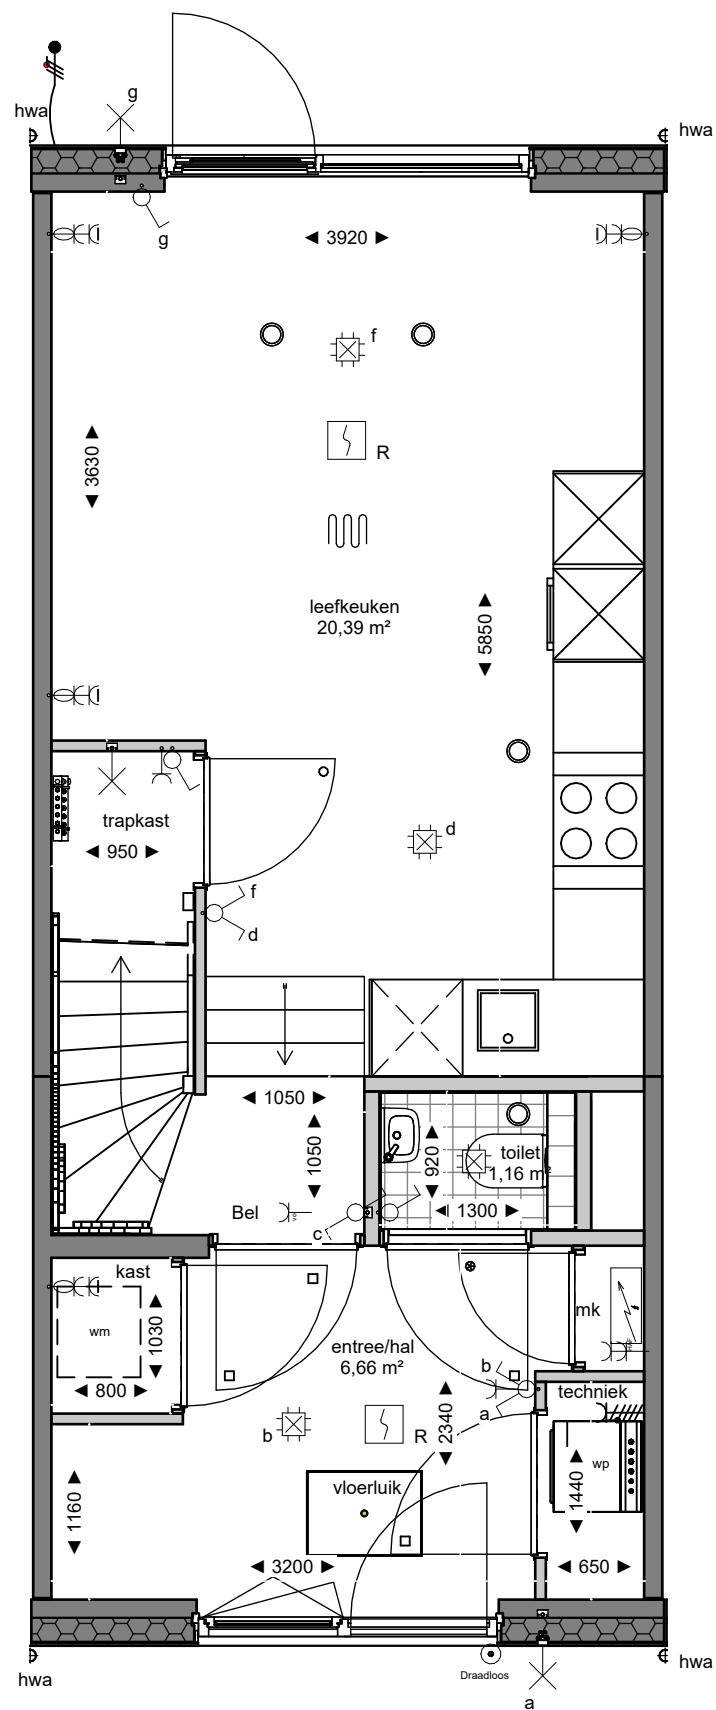 hwa
g
hwa
g
3920
f
R
3630
leefkeuken
20,39 m²
5850
trapkast
950
d
f
d
1050
1050
920
toilet
1,16 m²
1300
Bel
c
kast
wm
1030
800
mk
entree/hal
6,66 m²
b
techniek
a
2340
b
R
wp
vloerluik
1440
1160
3200
650
hwa
Draadloos
hwa
a